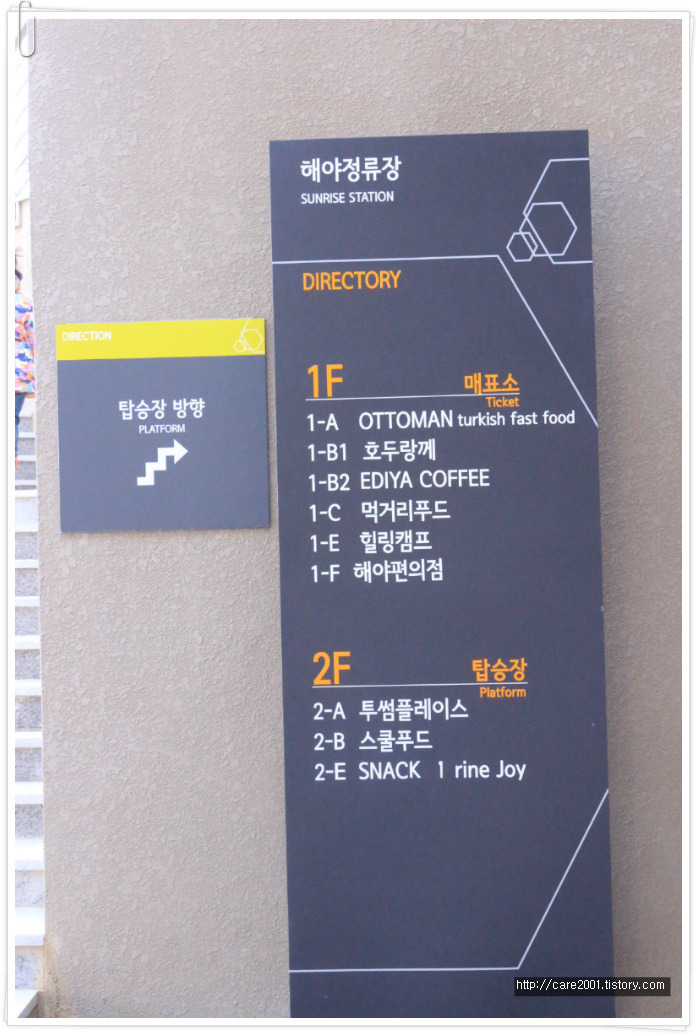 DIRECTION
탑승장 방향
PLATFORM
해야정류장
SUNRISE STATION
DIRECTORY
1F 매표소
Ticket
1-A OTTOMAN turkish fast food
1-B1 호두랑께
1-B2 EDIYA COFFEE
1-C 먹거리푸드
1-E 힐링캠프
1-F 해야편의점
2F 탑승장
Platform
2-A 투썸플레이스
2-B 스쿨푸드
2-E SNACK 1 rine Joy
http://care2001.tistory.com